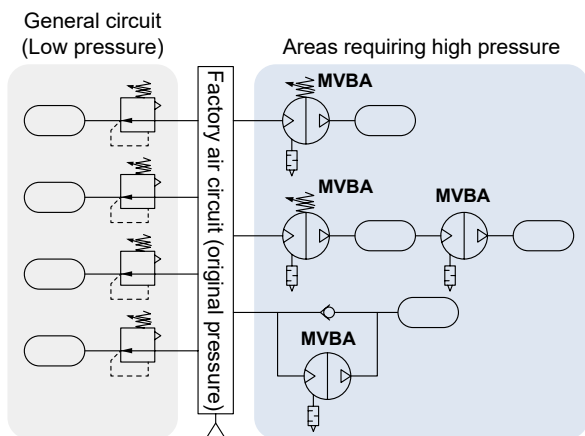 General circuit
(Low pressure)
Factory air circuit (original pressure)
Areas requiring high pressure
MVBA
MVBA
MVBA
MVBA